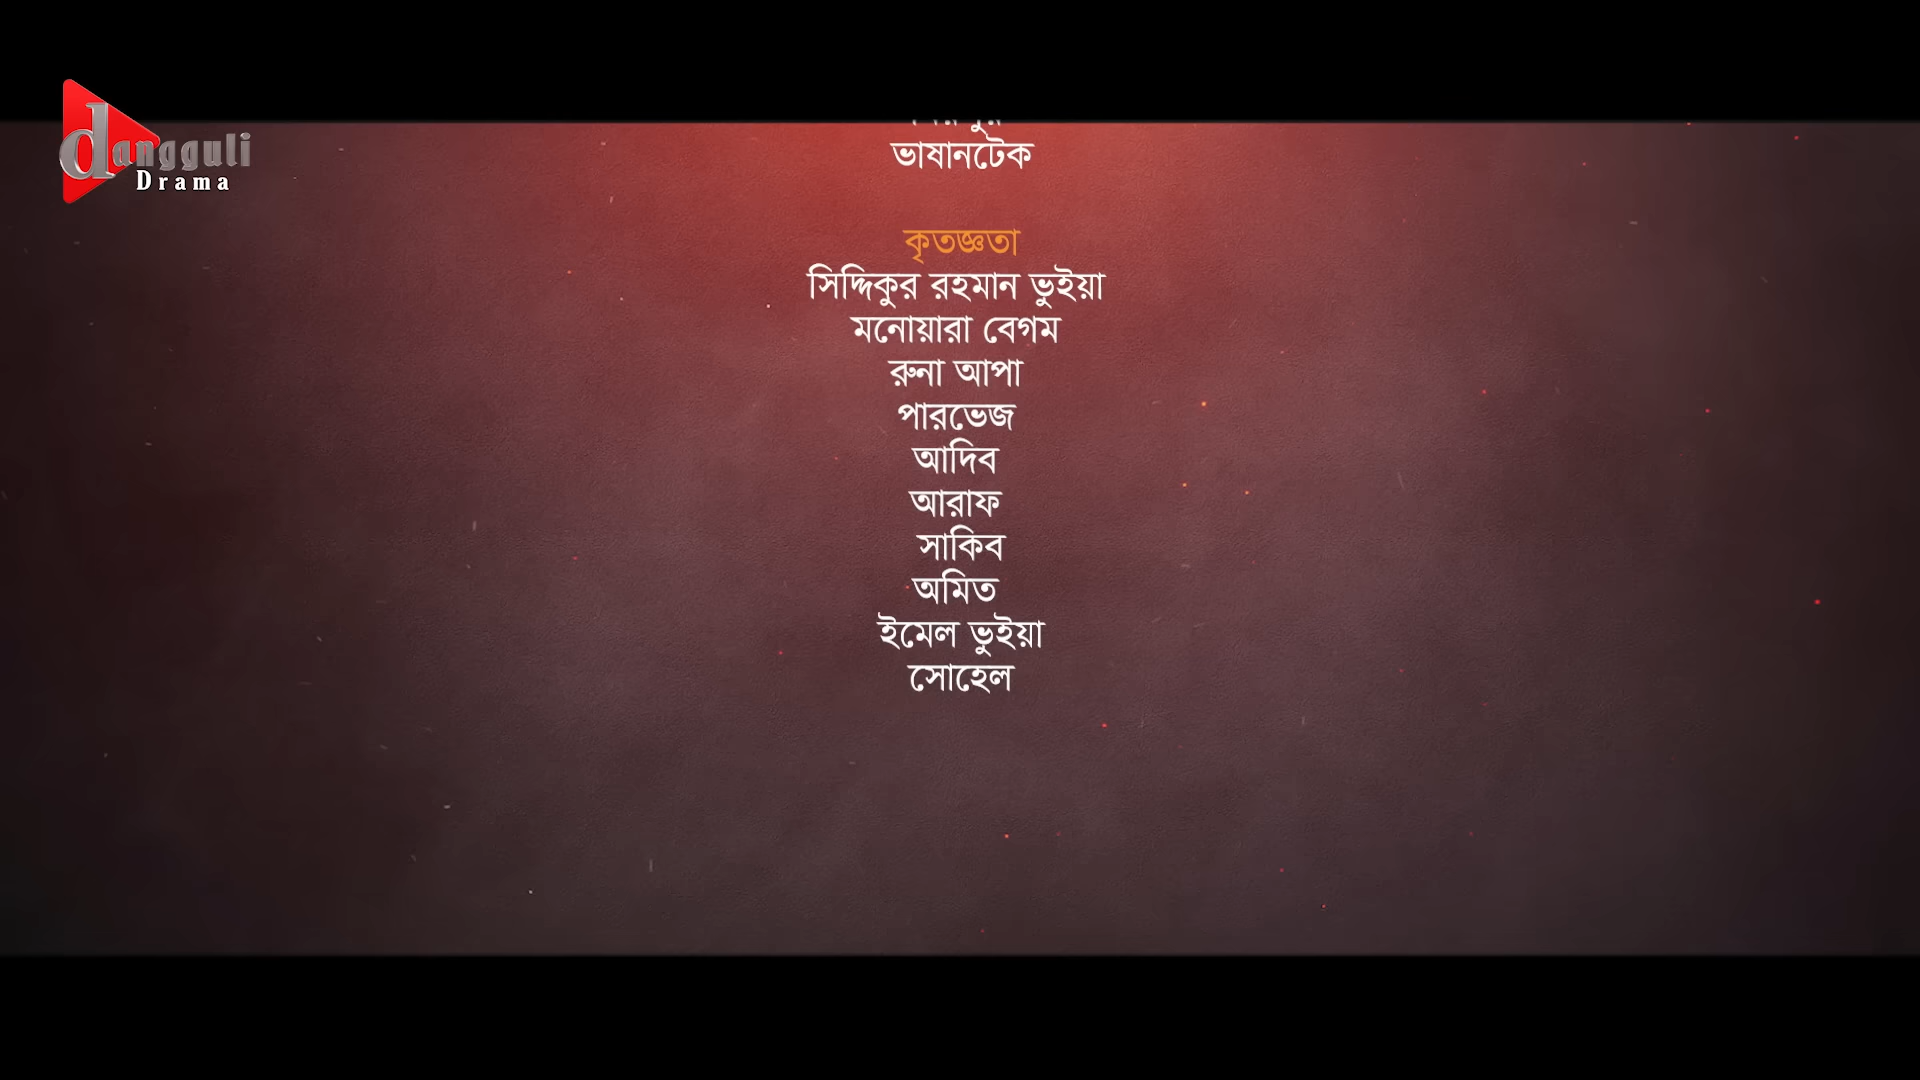 dangguli
Drama
ভাষানটেক
কৃতজ্ঞতা
সিদ্দিকুর রহমান ভুইয়া
মনোয়ারা বেগম
রুনা আপা
পারভেজ
আদিব
আরাফ
সাকিব
অমিত
ইমেল ভুইয়া
সোহেল